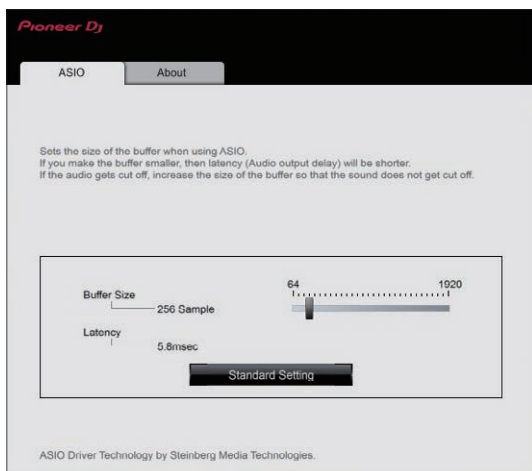 Pioneer Dj
ASIO About
Sets the size of the buffer when using ASIO.
If you make the buffer smaller, then latency (Audio output delay) will be shorter.
If the audio gets cut off, increase the size of the buffer so that the sound does not get cut off.
64 1920
Buffer Size
256 Sample
Latency
5.8msec
Standard Setting
ASIO Driver Technology by Steinberg Media Technologies.